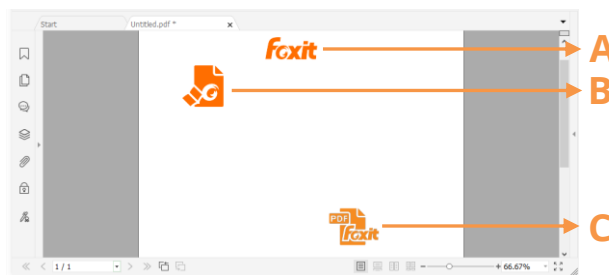 Start
Untitled.pdf *
x
Foxit
A
B
PDF
Foxit
C
1 / 1
66.67%